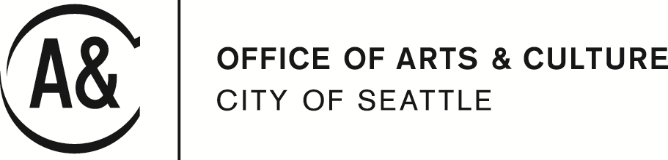 A&
OFFICE OF ARTS & CULTURE
CITY OF SEATTLE